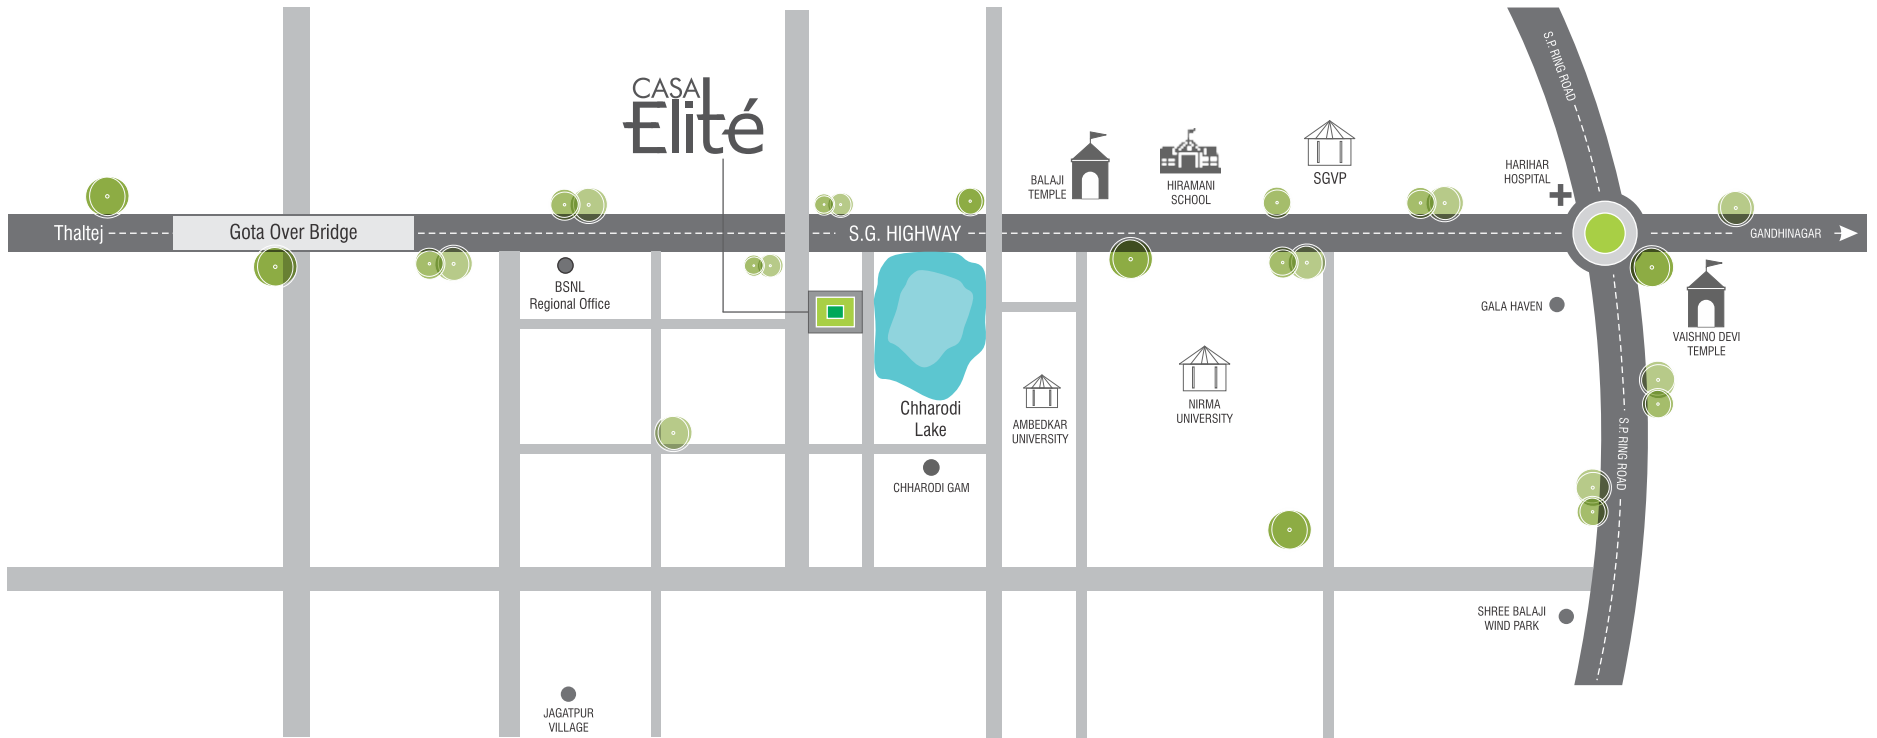 S.P. RING ROAD
CASA
Elité
BALAJI
TEMPLE
HIRAMANI
SCHOOL
SGVP
HARIHAR
HOSPITAL
Thaltej
Gota Over Bridge
S.G. HIGHWAY
GANDHINAGAR
BSNL
Regional Office
GALA HAVEN
VAISHNO DEVI
TEMPLE
Chharodi
Lake
AMBEDKAR
UNIVERSITY
NIRMA
UNIVERSITY
S.P. RING ROAD
CHHARODI GAM
SHREE BALAJI
WIND PARK
JAGATPUR
VILLAGE